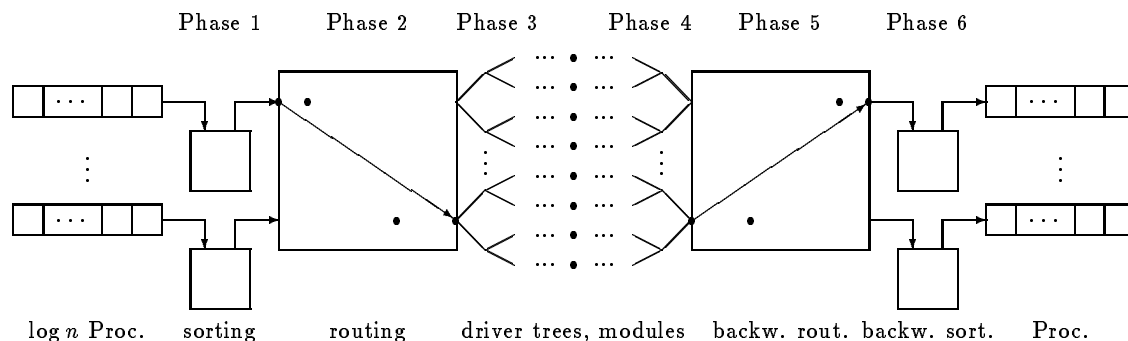 Phase 1 Phase 2 Phase 3 Phase 4 Phase 5 Phase 6
log n Proc. sorting routing driver trees, modules backw. rout. backw. sort. Proc.